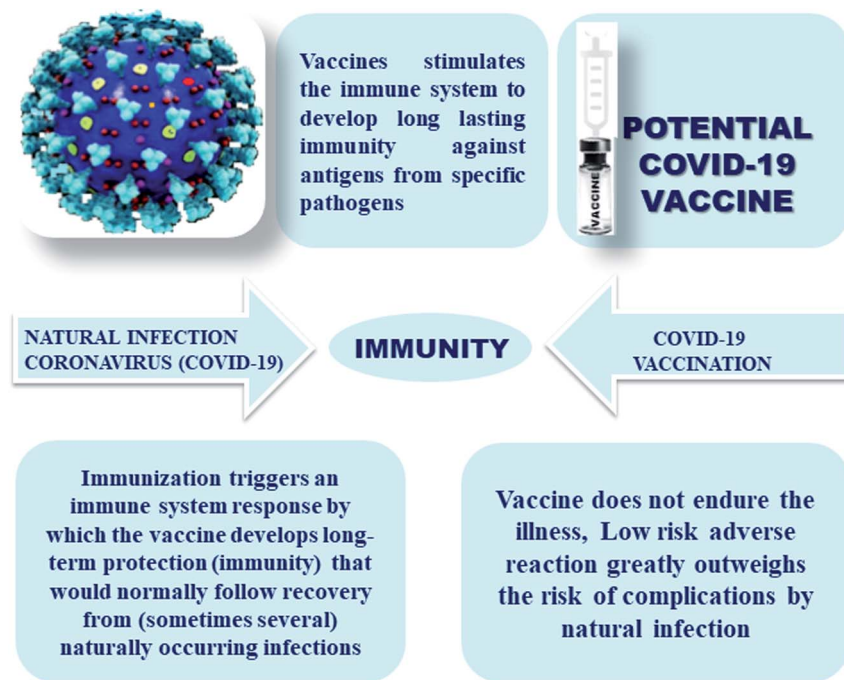 Vaccines stimulates
the immune system to
develop long lasting
immunity against
antigens from specific
pathogens
VACCINE
POTENTIAL
COVID-19
VACCINE
NATURAL INFECTION
CORONAVIRUS (COVID-19)
IMMUNITY
COVID-19
VACCINATION
Immunization triggers an
immune system response by
which the vaccine develops long-
term protection (immunity) that
would normally follow recovery
from (sometimes several)
naturally occurring infections
Vaccine does not endure the
illness, Low risk adverse
reaction greatly outweighs
the risk of complications by
natural infection